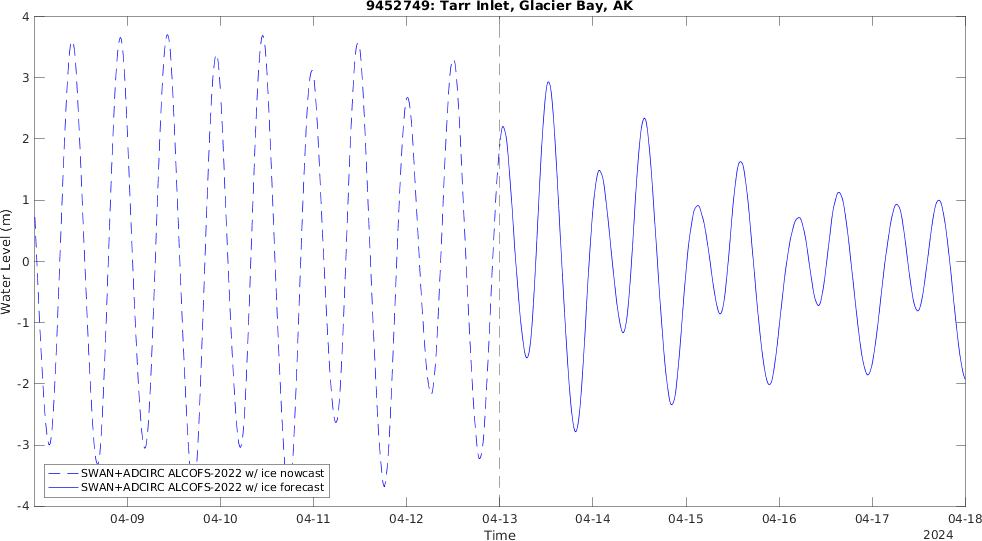 9452749: Tarr Inlet, Glacier Bay, AK
Water Level (m)
4
3
2
1
0
-1
-2
-3
-4
SWAN+ADCIRC ALCOFS-2022 w/ ice nowcast
SWAN+ADCIRC ALCOFS-2022 w/ ice forecast
04-09 04-10 04-11 04-12 04-13 04-14 04-15 04-16 04-17 04-18
Time
2024